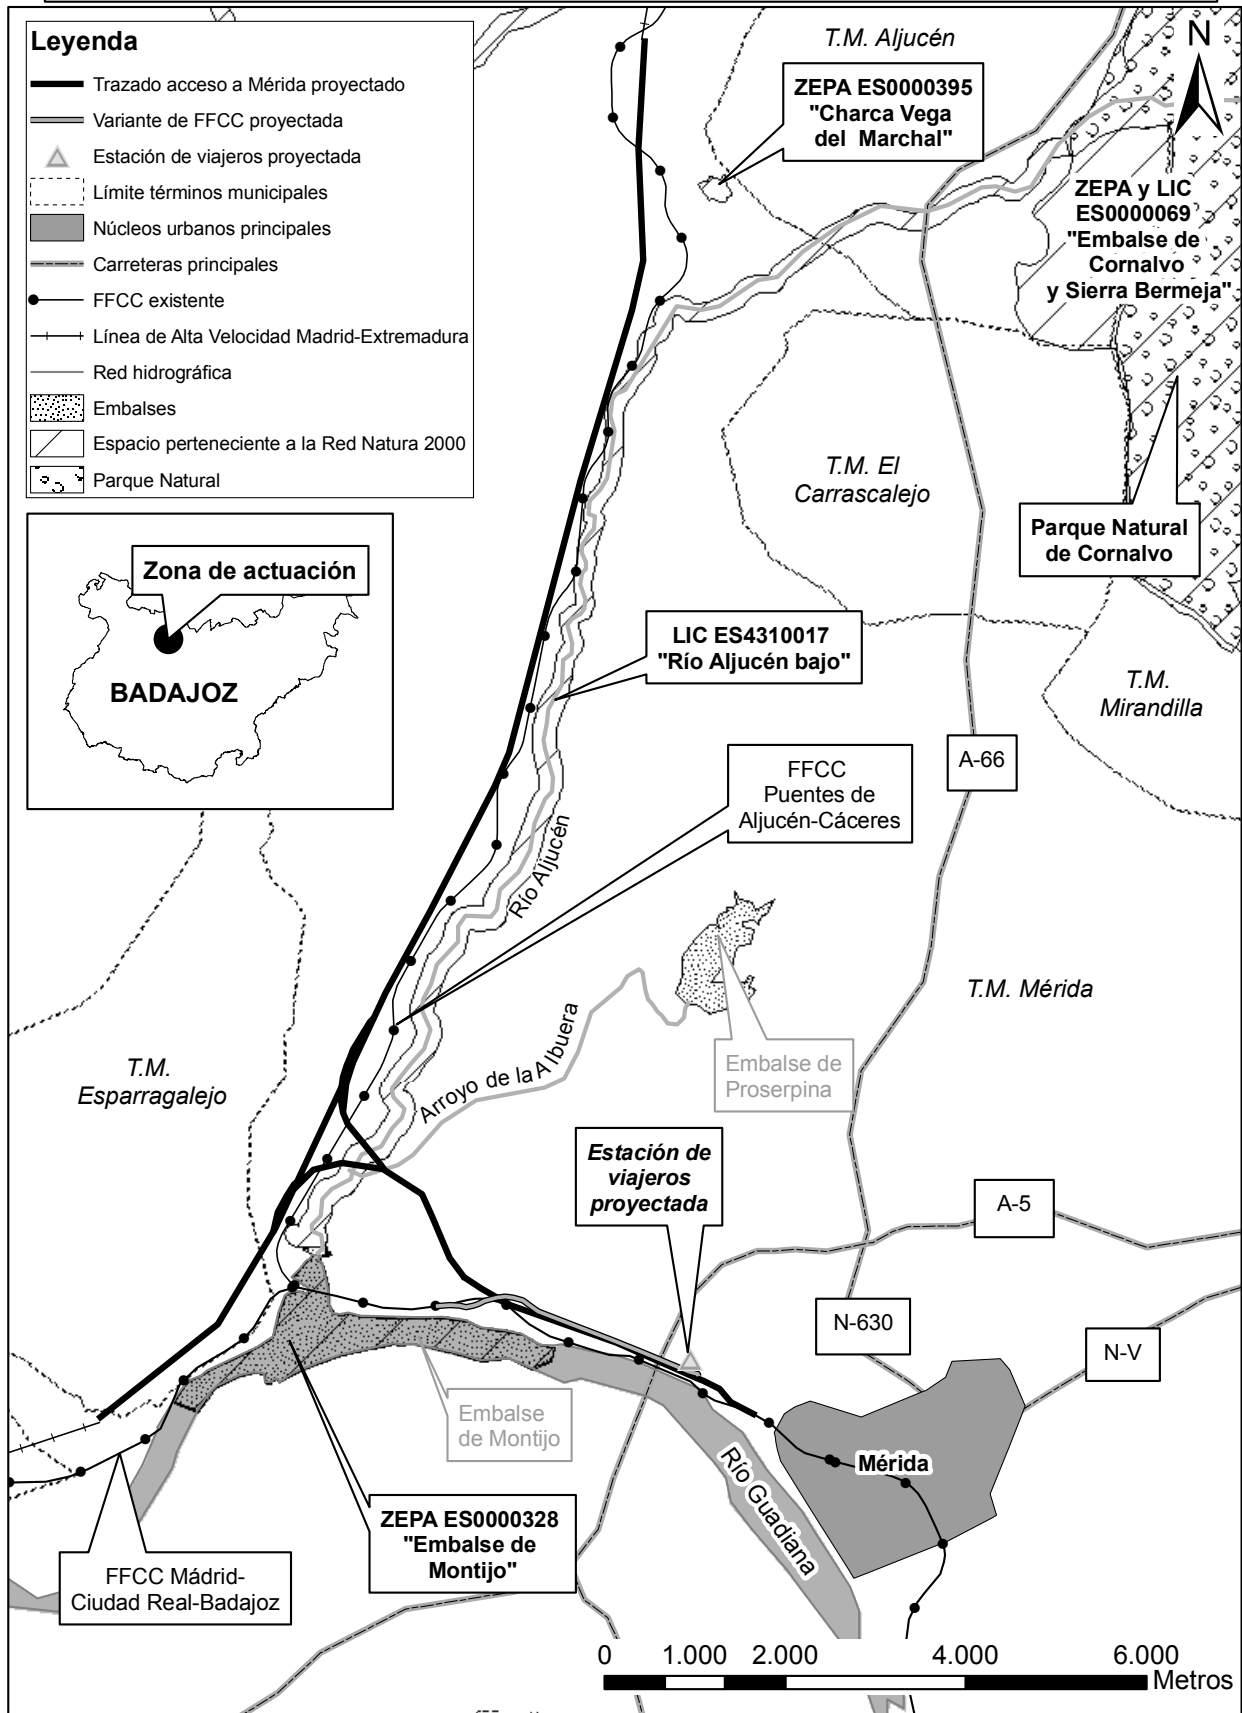 Leyenda
Trazado acceso a Mérida proyectado
Variante de FFCC proyectada
Estación de viajeros proyectada
Límite términos municipales
Núcleos urbanos principales
Carreteras principales
FFCC existente
Línea de Alta Velocidad Madrid-Extremadura
Red hidrográfica
Embalses
Espacio perteneciente a la Red Natura 2000
Parque Natural
Zona de actuación
BADAJOZ
T.M. Aljucén
N
ZEPA ES0000395
"Charca Vega
del Marchal"
ZEPA y LIC
ES0000069
"Embalse de
Cornalvo
y Sierra Bermeja"
T.M. El
Carrascalejo
Parque Natural
de Cornalvo
LIC ES4310017
"Río Aljucén bajo"
T.M.
Mirandilla
A-66
FFCC
Puentes de
Aljucén-Cáceres
Río Aljucén
T.M. Mérida
Arroyo de la Albuera
Embalse de
Proserpina
T.M.
Esparragalejo
Estación de
viajeros
proyectada
A-5
N-630
N-V
Embalse
de Montijo
Mérida
Río Guadiana
ZEPA ES0000328
"Embalse de
Montijo"
FFCC Mádrid-
Ciudad Real-Badajoz
0 1.000 2.000 4.000 6.000
Metros